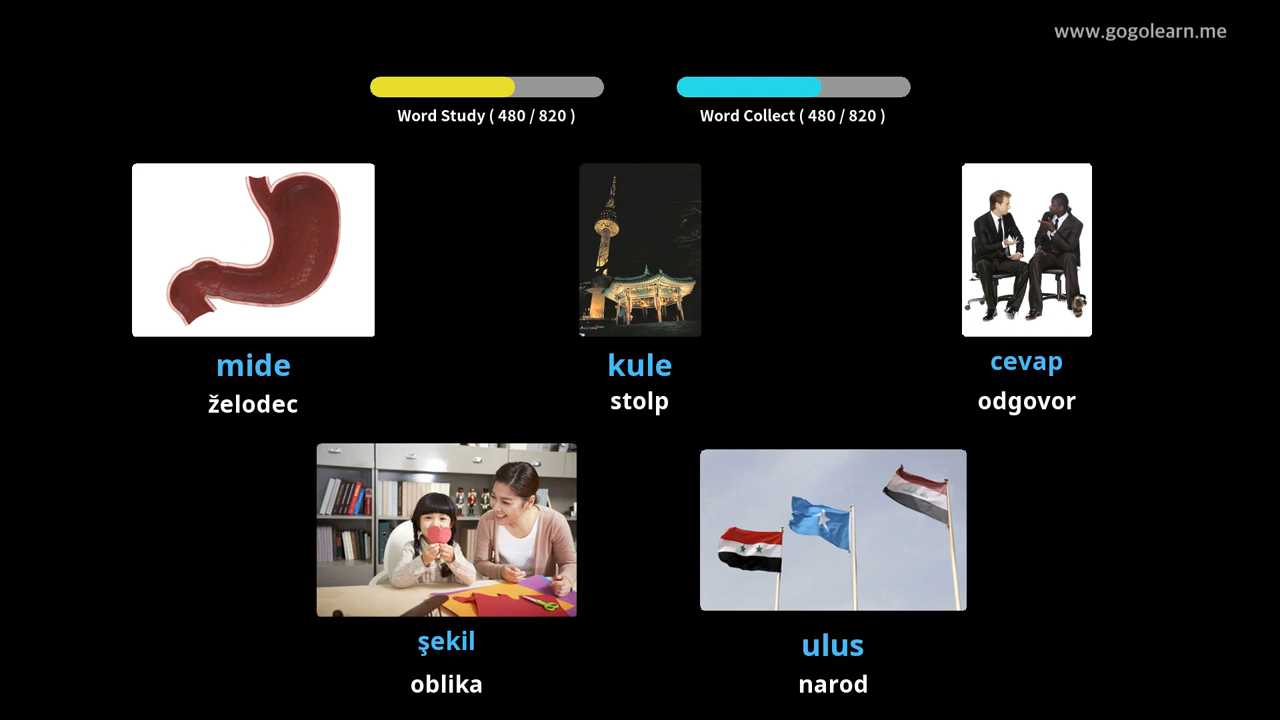 www.gogolearn.me
Word Study ( 480 / 820 )
Word Collect ( 480 / 820 )
mide
želodec
kule
stolp
cevap
odgovor
şekil
oblika
ulus
narod